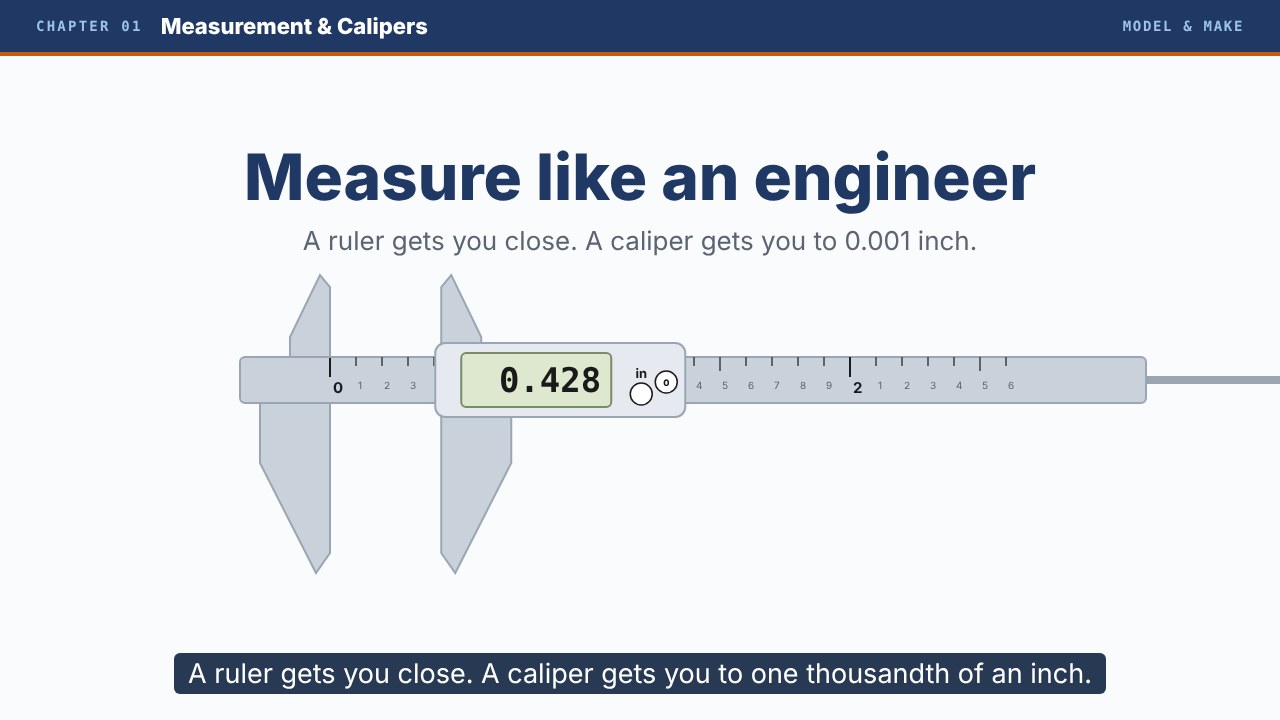 CHAPTER 01 Measurement & Calipers MODEL & MAKE
Measure like an engineer
A ruler gets you close. A caliper gets you to 0.001 inch.
0.428 in 0
0 1 2 3 4 5 6 7 8 9 2 1 2 3 4 5 6
A ruler gets you close. A caliper gets you to one thousandth of an inch.